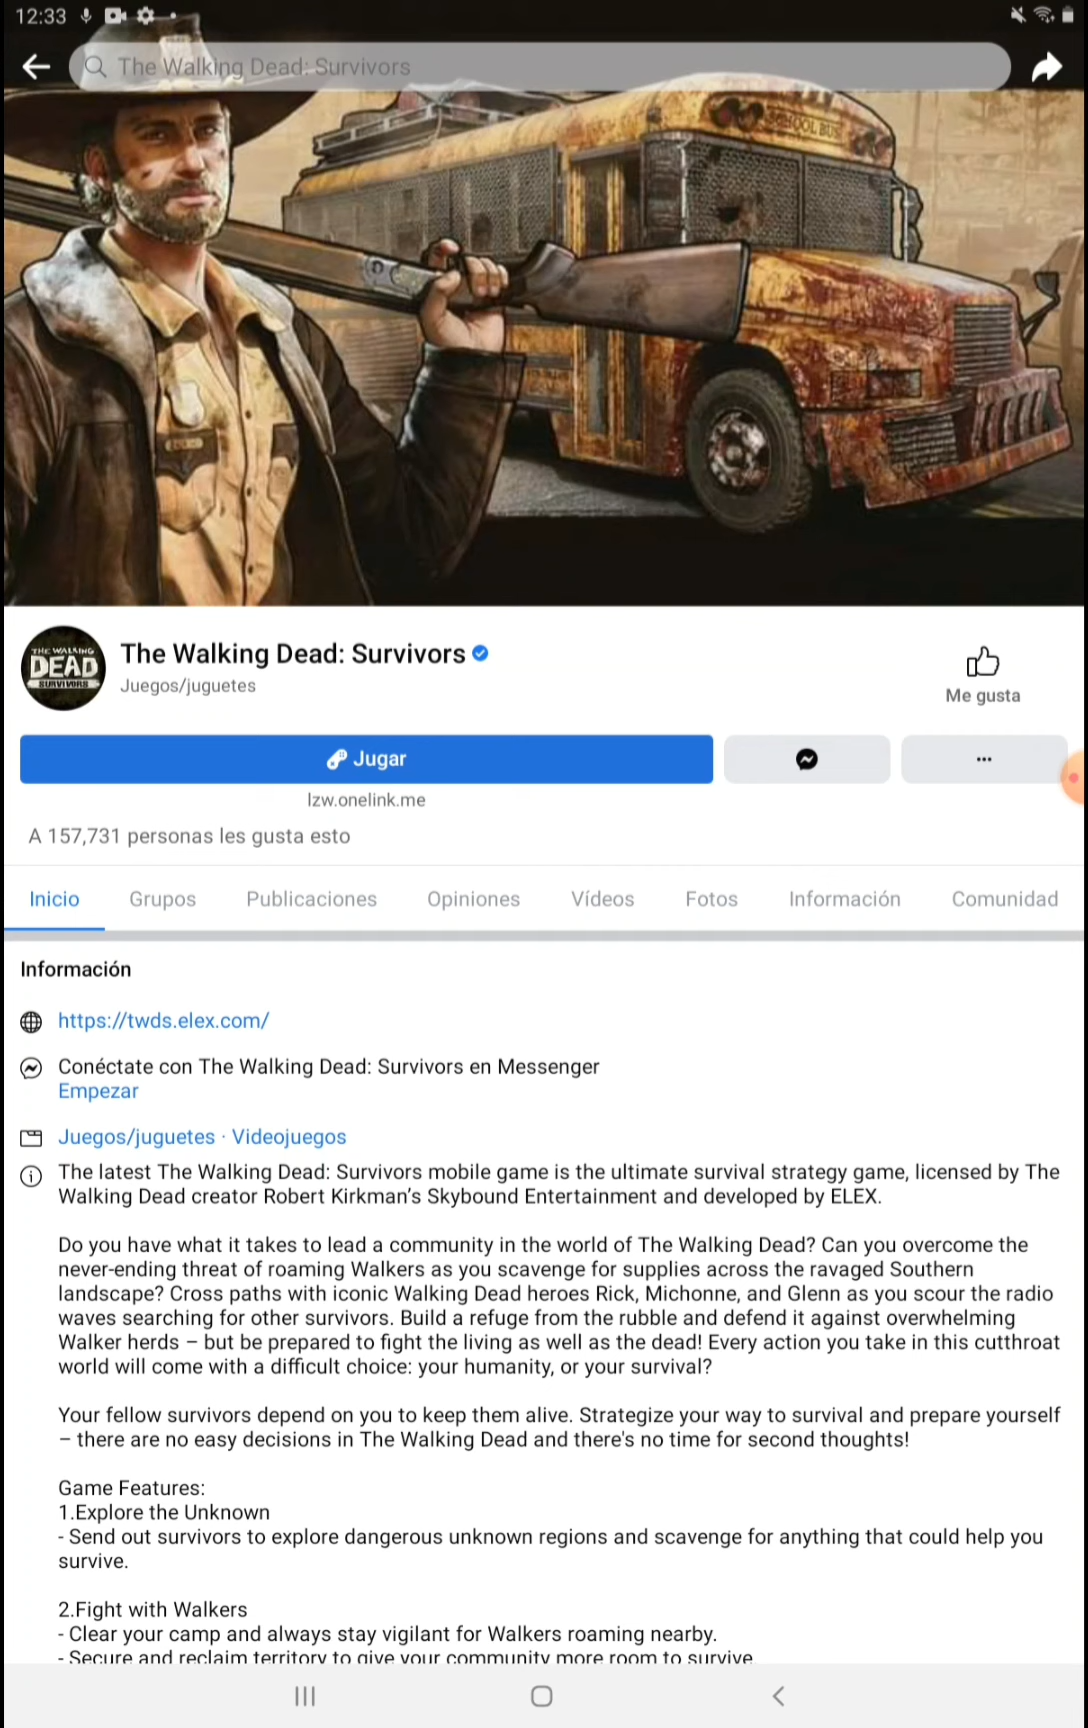 12:33
The Walking Dead: Survivors
SCHOOL BUS
THE WALKING
DEAD
SURVIVORS
The Walking Dead: Survivors
Juegos/juguetes
Me gusta
Jugar
lzw.onelink.me
A 157,731 personas les gusta esto
Inicio Grupos Publicaciones Opiniones Vídeos Fotos Información Comunidad
Información
https://twds.elex.com/
Conéctate con The Walking Dead: Survivors en Messenger
Empezar
Juegos/juguetes · Videojuegos
The latest The Walking Dead: Survivors mobile game is the ultimate survival strategy game, licensed by The
Walking Dead creator Robert Kirkman’s Skybound Entertainment and developed by ELEX.
Do you have what it takes to lead a community in the world of The Walking Dead? Can you overcome the
never-ending threat of roaming Walkers as you scavenge for supplies across the ravaged Southern
landscape? Cross paths with iconic Walking Dead heroes Rick, Michonne, and Glenn as you scour the radio
waves searching for other survivors. Build a refuge from the rubble and defend it against overwhelming
Walker herds – but be prepared to fight the living as well as the dead! Every action you take in this cutthroat
world will come with a difficult choice: your humanity, or your survival?
Your fellow survivors depend on you to keep them alive. Strategize your way to survival and prepare yourself
– there are no easy decisions in The Walking Dead and there's no time for second thoughts!
Game Features:
1.Explore the Unknown
- Send out survivors to explore dangerous unknown regions and scavenge for anything that could help you
survive.
2.Fight with Walkers
- Clear your camp and always stay vigilant for Walkers roaming nearby.
- Secure and reclaim territory to give your community more room to survive